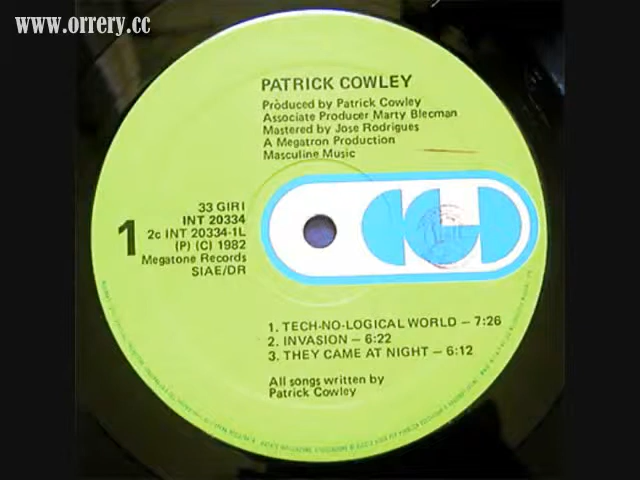 www.orrery.cc
PATRICK COWLEY
Produced by Patrick Cowley
Associate Producer Marty Blecman
Mastered by Jose Rodrigues
A Megatron Production
Masculine Music
33 GIRI
INT 20334
1
2c INT 20334-1L
(P) (C) 1982
Megatone Records
SIAE/DR
1. TECH-NO-LOGICAL WORLD – 7:26
2. INVASION – 6:22
3. THEY CAME AT NIGHT – 6:12
All songs written by
Patrick Cowley